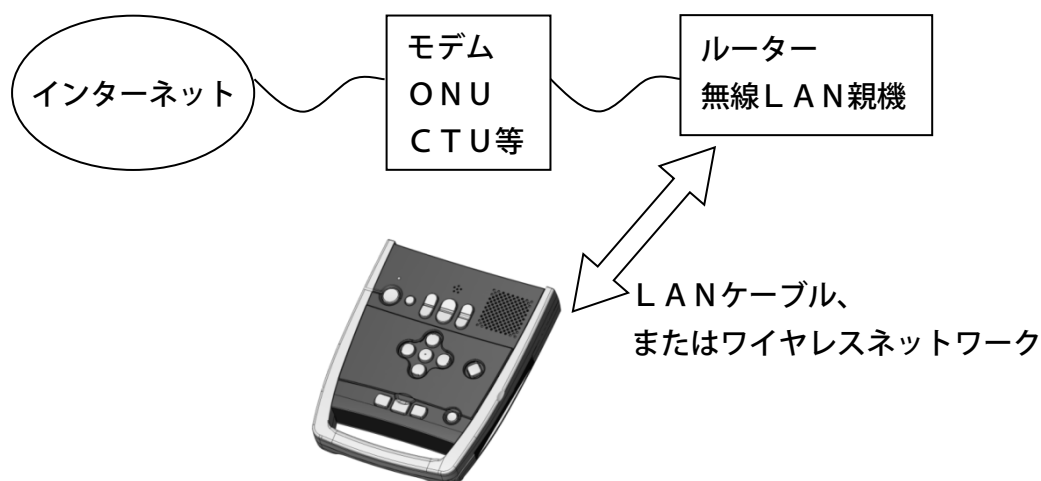 インターネット
モデム
ＯＮＵ
ＣＴＵ等
ルーター
無線ＬＡＮ親機
ＬＡＮケーブル、
またはワイヤレスネットワーク